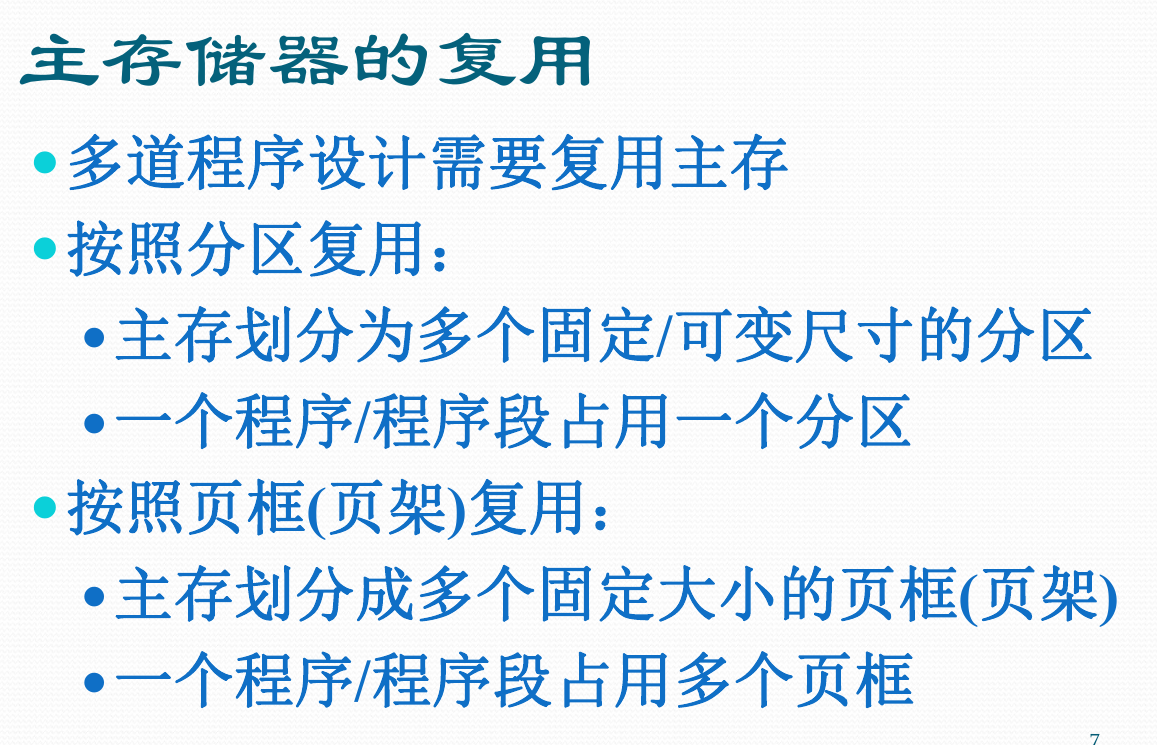 主存储器的复用
•多道程序设计需要复用主存
•按照分区复用：
•主存划分为多个固定/可变尺寸的分区
•一个程序/程序段占用一个分区
•按照页框(页架)复用：
•主存划分成多个固定大小的页框(页架)
•一个程序/程序段占用多个页框
7